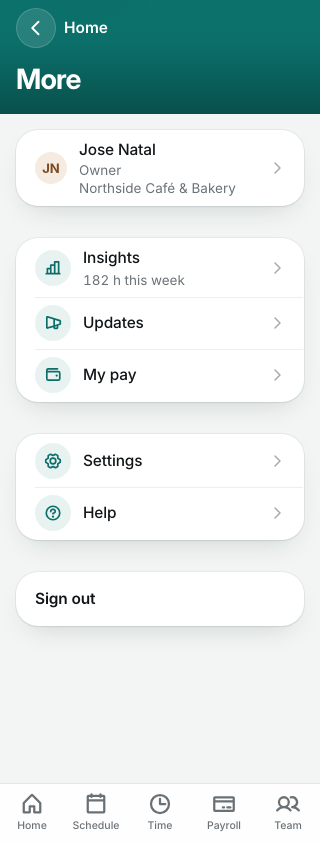 Home
More
JN
Jose Natal
Owner
Northside Café & Bakery
Insights
182 h this week
Updates
My pay
Settings
Help
Sign out
Home
Schedule
Time
Payroll
Team